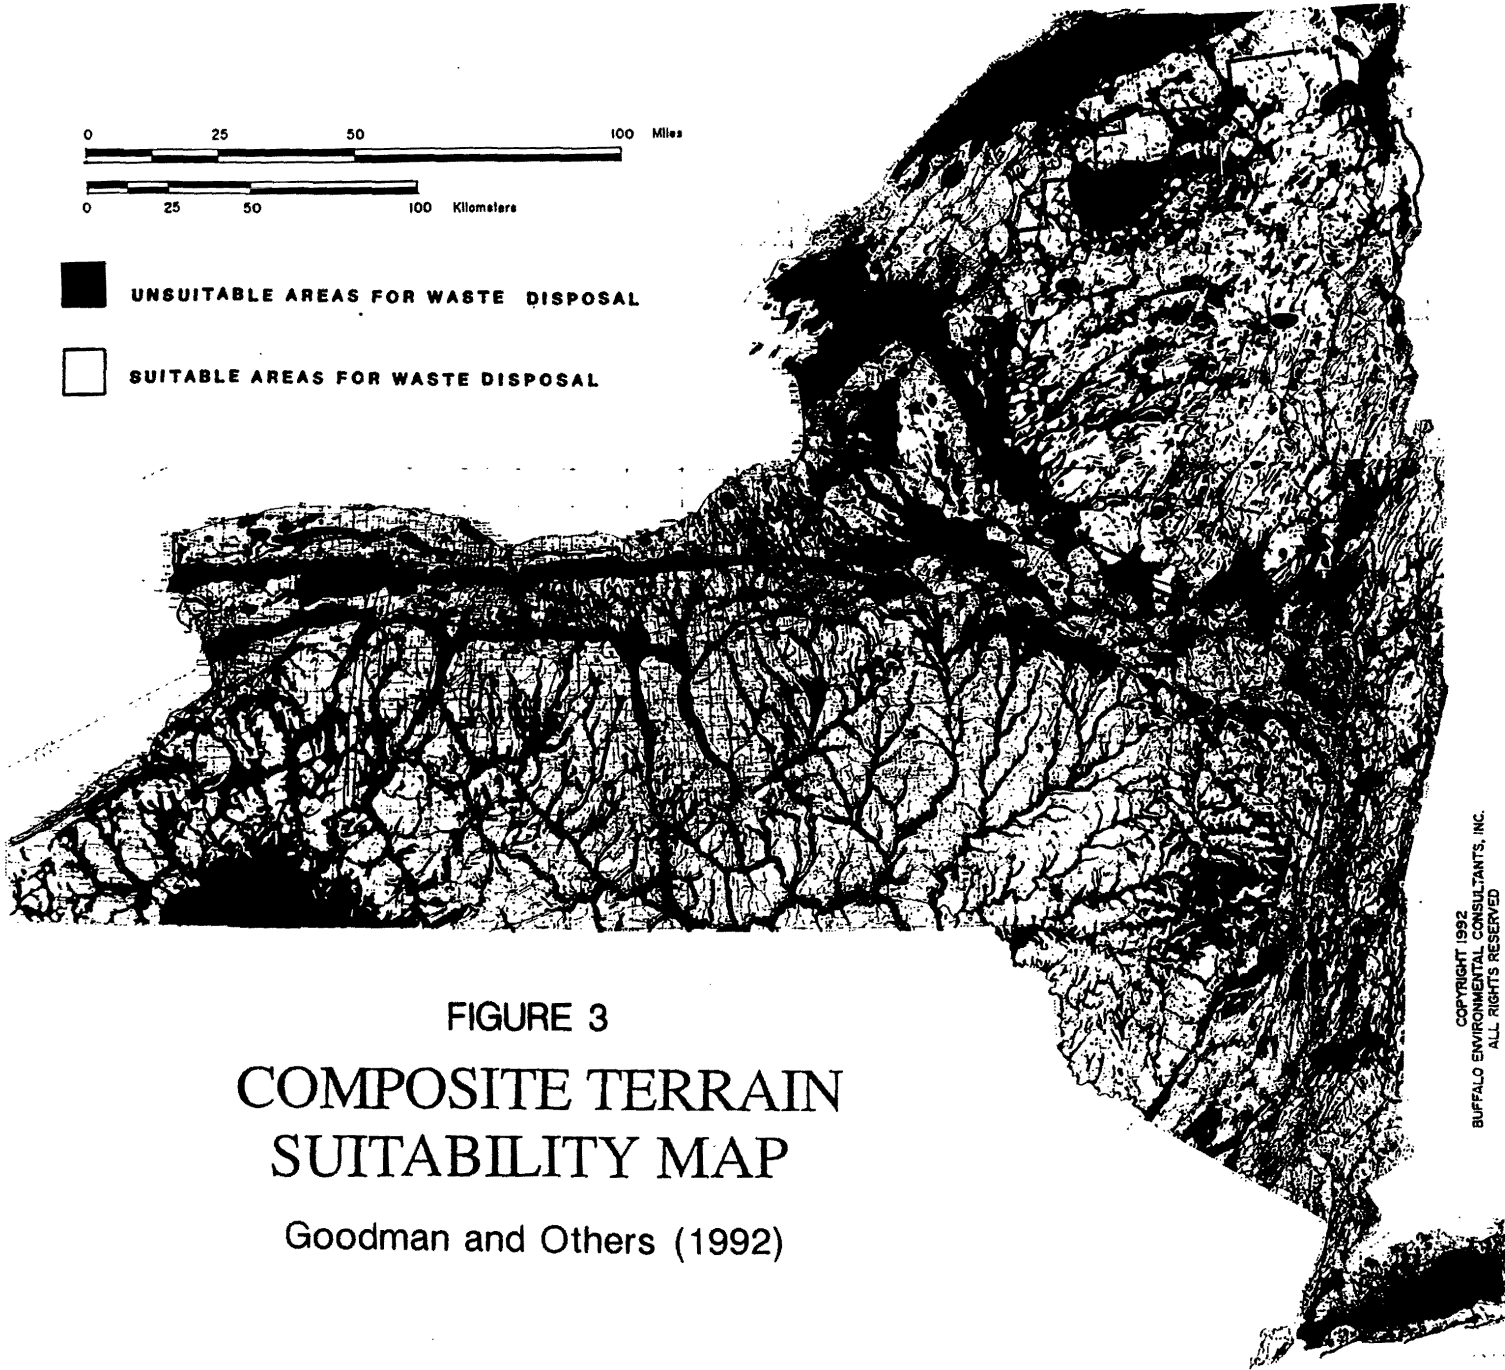 0 25 50 100 Miles
0 25 50 100 Kilometers
UNSUITABLE AREAS FOR WASTE DISPOSAL
SUITABLE AREAS FOR WASTE DISPOSAL
FIGURE 3
COMPOSITE TERRAIN
SUITABILITY MAP
Goodman and Others (1992)
COPYRIGHT 1992
BUFFALO ENVIRONMENTAL CONSULTANTS, INC.
ALL RIGHTS RESERVED